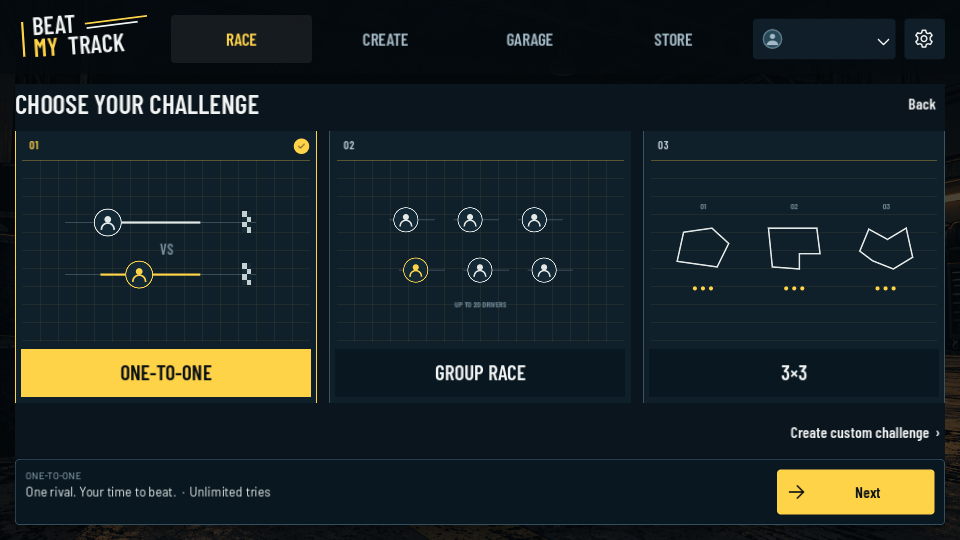 BEAT
MY TRACK
RACE
CREATE
GARAGE
STORE
CHOOSE YOUR CHALLENGE
Back
01
02
03
VS
UP TO 20 DRIVERS
01
02
03
ONE-TO-ONE
GROUP RACE
3×3
Create custom challenge ›
ONE-TO-ONE
One rival. Your time to beat. · Unlimited tries
Next